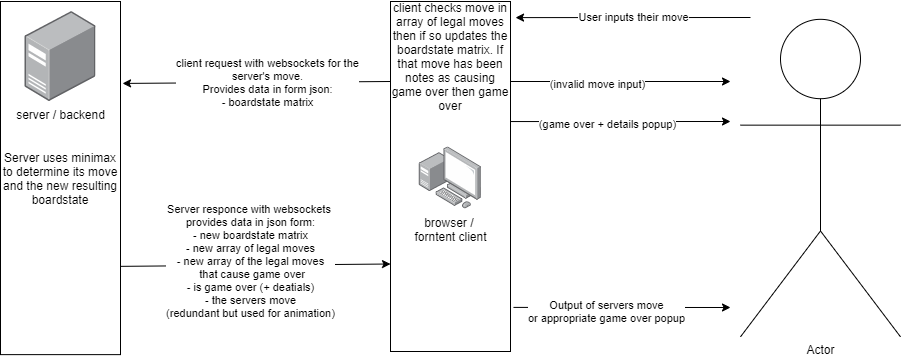 server / backend
Server uses minimax
to determine its move
and the new resulting
boardstate
client request with websockets for the
server's move.
Provides data in form json:
- boardstate matrix
Server responce with websockets
provides data in json form:
- new boardstate matrix
- new array of legal moves
- new array of the legal moves
that cause game over
- is game over (+ deatials)
- the servers move
(redundant but used for animation)
client checks move in
array of legal moves
then if so updates the
boardstate matrix. If
that move has been
notes as causing
game over then game
over
browser /
forntent client
User inputs their move
(invalid move input)
(game over + details popup)
Output of servers move
or appropriate game over popup
Actor